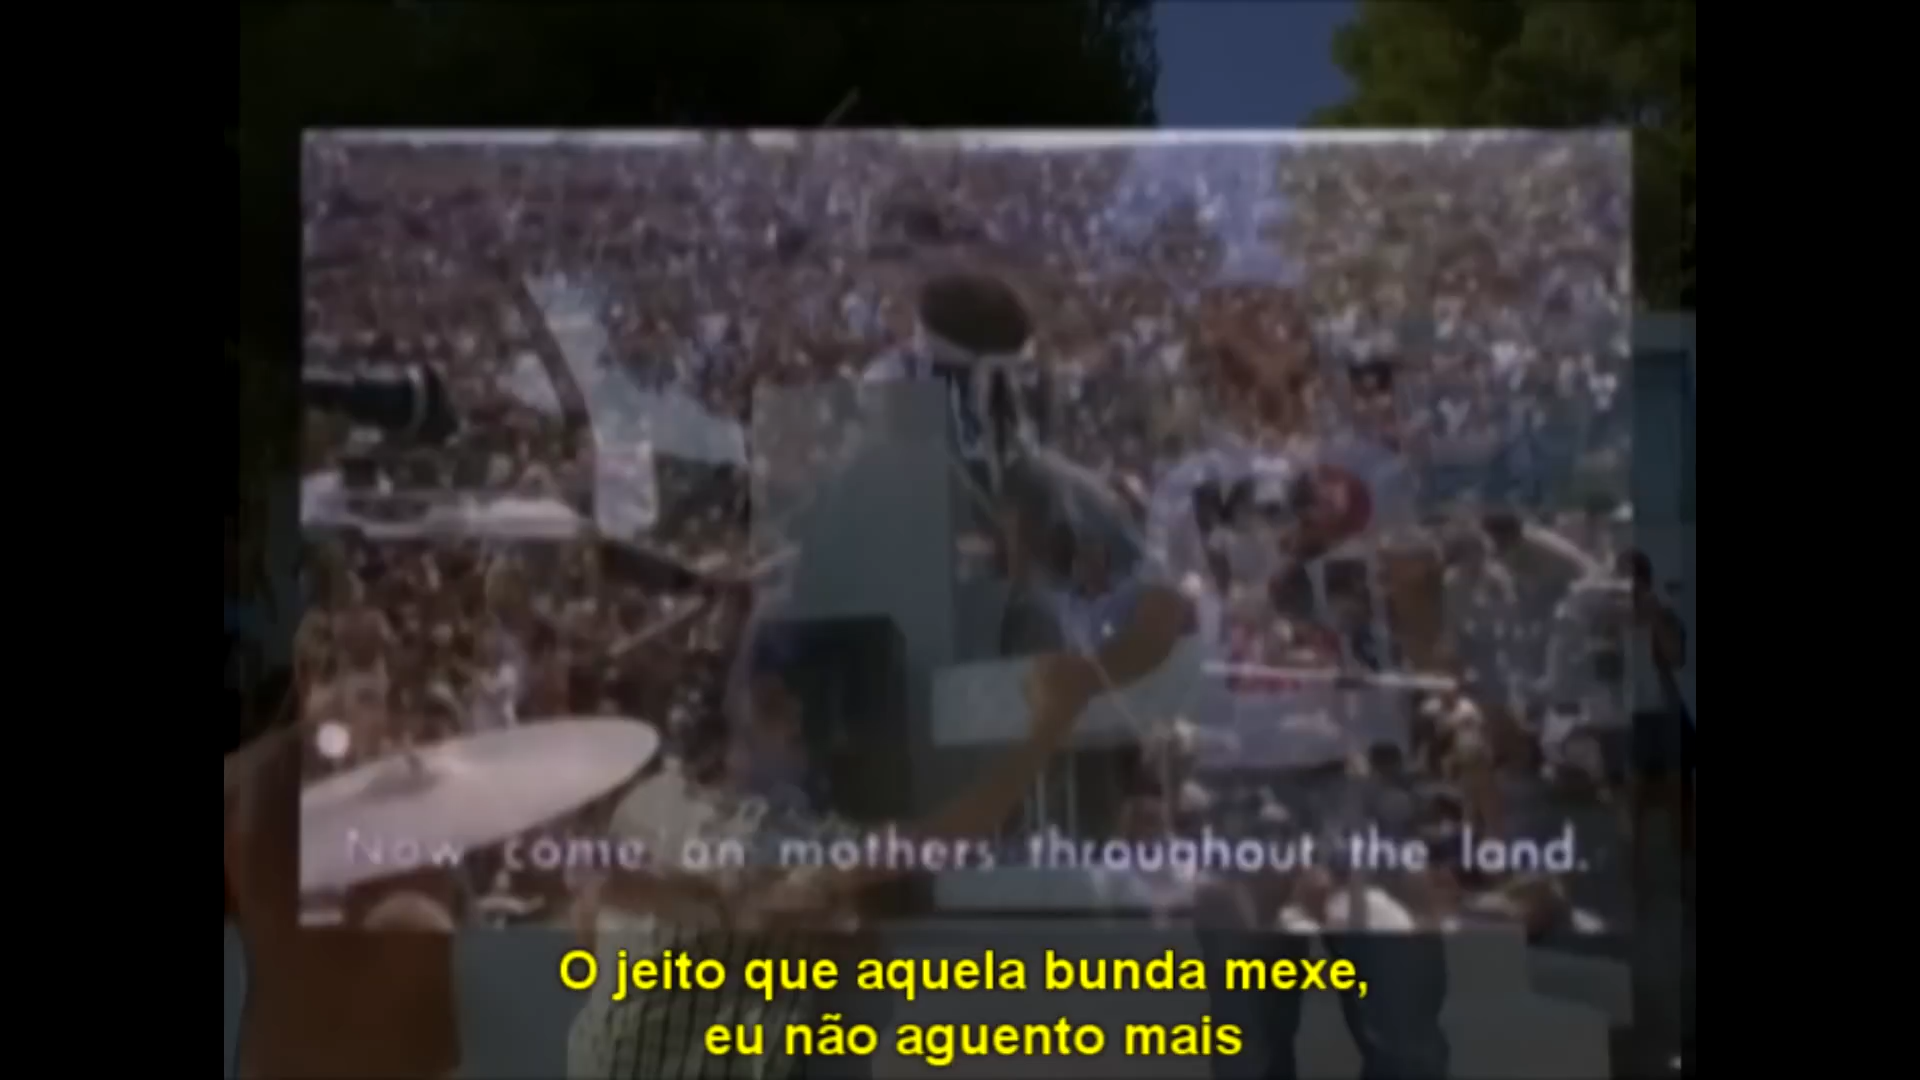 Now come on mothers throughout the land.
O jeito que aquela bunda mexe,
eu não aguento mais